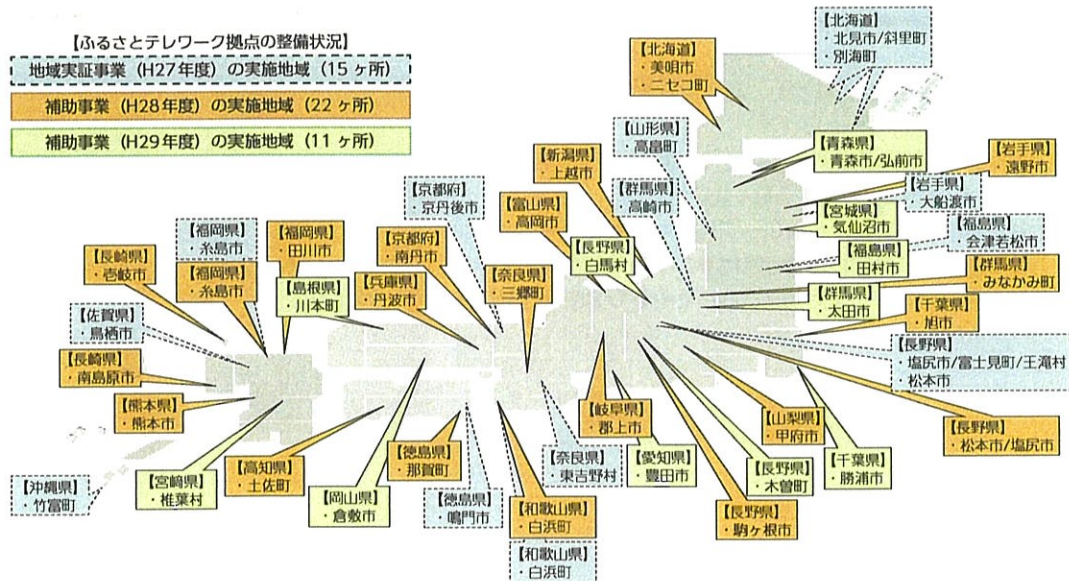 【ふるさとテレワーク拠点の整備状況】
地域実証事業（H27年度）の実施地域（15ヶ所）
補助事業（H28年度）の実施地域（22ヶ所）
補助事業（H29年度）の実施地域（11ヶ所）
【北海道】
・北見市/斜里町
・別海町
【北海道】
・美唄市
・ニセコ町
【山形県】
・高畠町
【青森県】
・青森市/弘前市
【岩手県】
・遠野市
【新潟県】
・上越市
【岩手県】
・大船渡市
【京都府】
・京丹後市
【富山県】
・高岡市
【群馬県】
・高崎市
【宮城県】
・気仙沼市
【福島県】
・会津若松市
【福岡県】
・糸島市
【福岡県】
・田川市
【京都府】
・南丹市
【長野県】
・白馬村
【福島県】
・田村市
【長崎県】
・壱岐市
【福岡県】
・糸島市
【島根県】
・川本町
【兵庫県】
・丹波市
【奈良県】
・三郷町
【群馬県】
・みなかみ町
【群馬県】
・太田市
【千葉県】
・旭市
【佐賀県】
・鳥栖市
【長野県】
・塩尻市/富士見町/王滝村
・松本市
【長崎県】
・南島原市
【熊本県】
・熊本市
【岐阜県】
・郡上市
【山梨県】
・甲府市
【長野県】
・松本市/塩尻市
【沖縄県】
・竹富町
【宮崎県】
・椎葉村
【高知県】
・土佐町
【徳島県】
・那賀町
【奈良県】
・東吉野村
【愛知県】
・豊田市
【長野県】
・木曽町
【千葉県】
・勝浦市
【岡山県】
・倉敷市
【徳島県】
・鳴門市
【和歌山県】
・白浜町
【長野県】
・駒ヶ根市
【和歌山県】
・白浜町